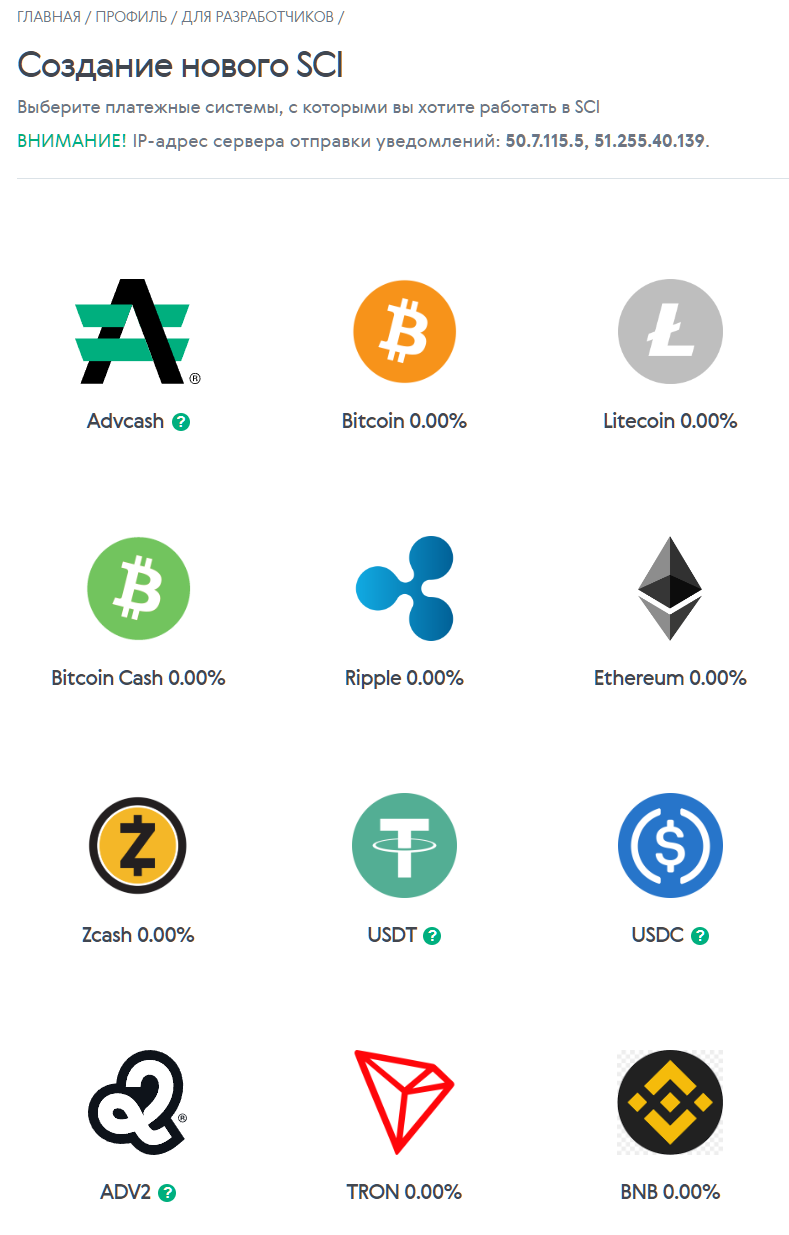 ГЛАВНАЯ / ПРОФИЛЬ / ДЛЯ РАЗРАБОТЧИКОВ /
Создание нового SCI
Выберите платежные системы, с которыми вы хотите работать в SCI
ВНИМАНИЕ! IP-адрес сервера отправки уведомлений: 50.7.115.5, 51.255.40.139.
®
Advcash ?
Bitcoin 0.00%
Litecoin 0.00%
Bitcoin Cash 0.00%
Ripple 0.00%
Ethereum 0.00%
Zcash 0.00%
USDT ?
USDC ?
®
ADV2 ?
TRON 0.00%
BNB 0.00%